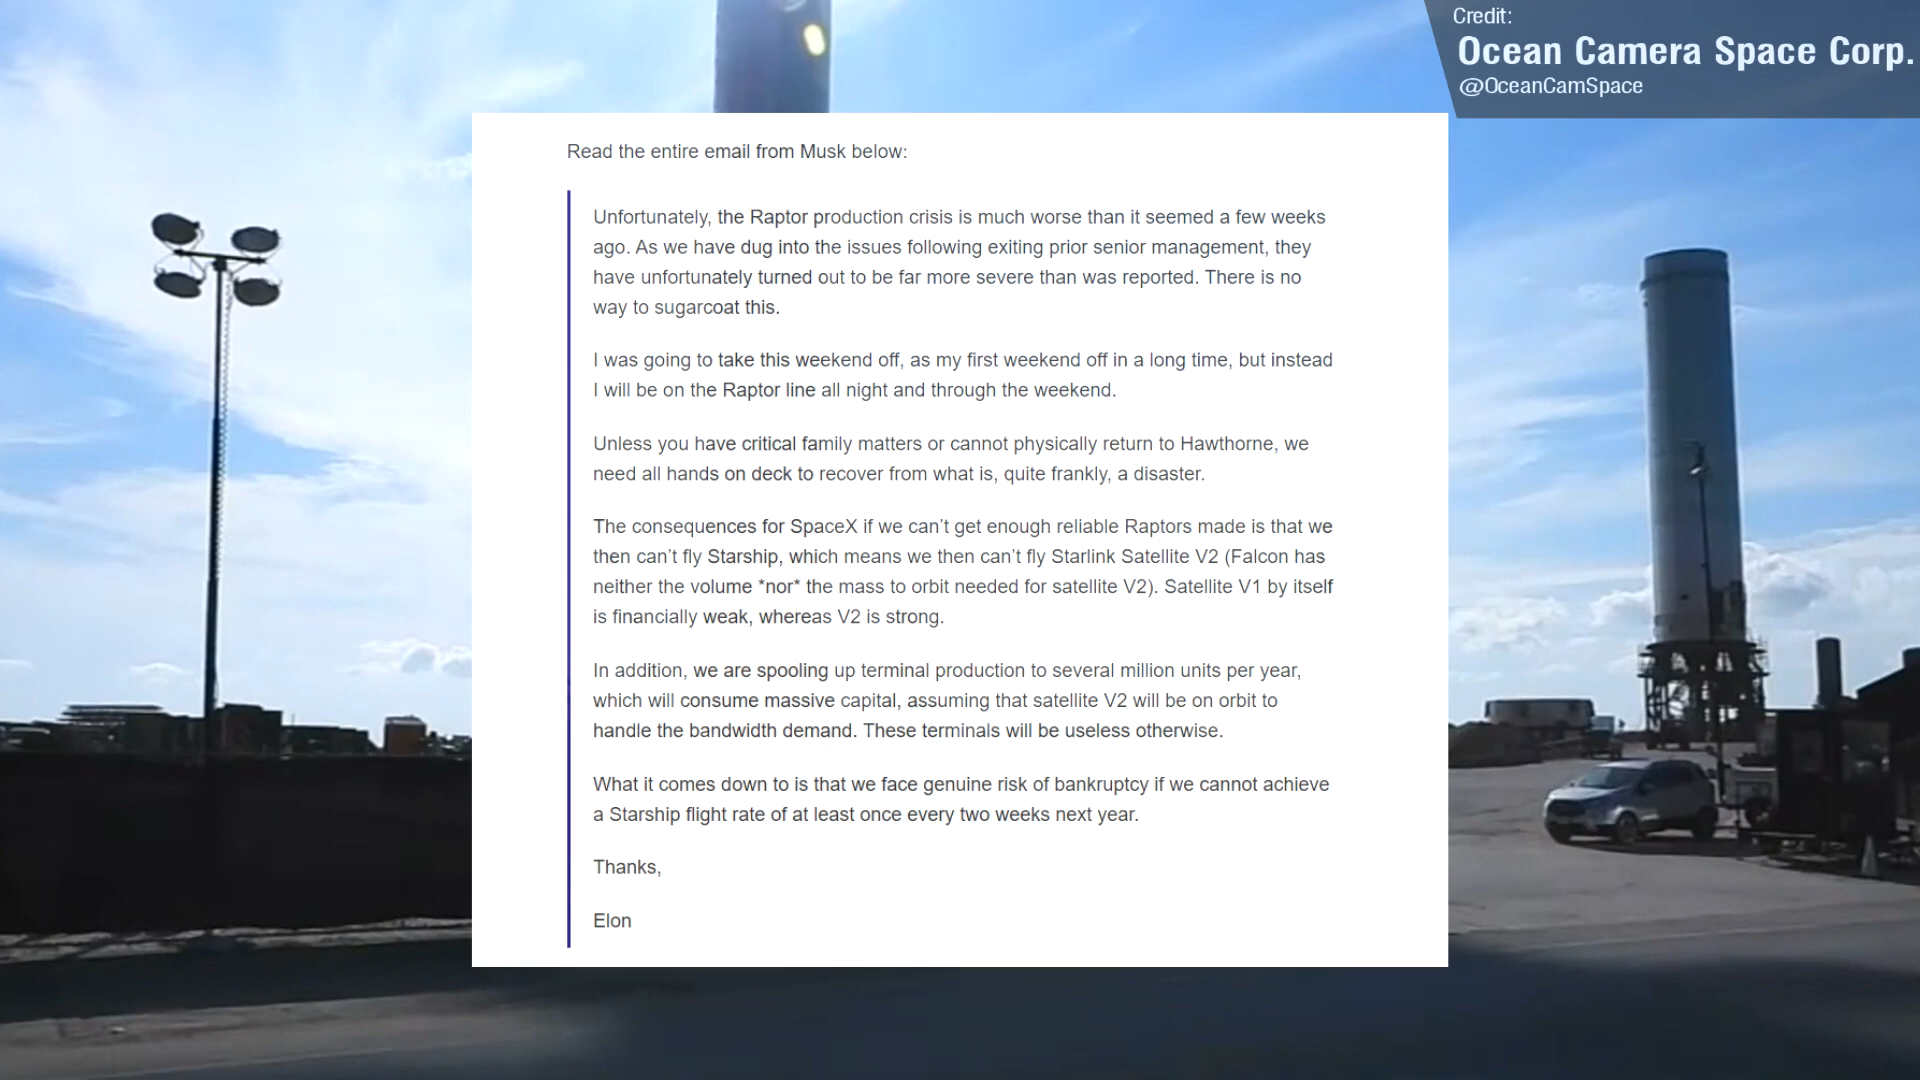 Credit:
Ocean Camera Space Corp.
@OceanCamSpace
Read the entire email from Musk below:
Unfortunately, the Raptor production crisis is much worse than it seemed a few weeks
ago. As we have dug into the issues following exiting prior senior management, they
have unfortunately turned out to be far more severe than was reported. There is no
way to sugarcoat this.
I was going to take this weekend off, as my first weekend off in a long time, but instead
I will be on the Raptor line all night and through the weekend.
Unless you have critical family matters or cannot physically return to Hawthorne, we
need all hands on deck to recover from what is, quite frankly, a disaster.
The consequences for SpaceX if we can’t get enough reliable Raptors made is that we
then can’t fly Starship, which means we then can’t fly Starlink Satellite V2 (Falcon has
neither the volume *nor* the mass to orbit needed for satellite V2). Satellite V1 by itself
is financially weak, whereas V2 is strong.
In addition, we are spooling up terminal production to several million units per year,
which will consume massive capital, assuming that satellite V2 will be on orbit to
handle the bandwidth demand. These terminals will be useless otherwise.
What it comes down to is that we face genuine risk of bankruptcy if we cannot achieve
a Starship flight rate of at least once every two weeks next year.
Thanks,
Elon